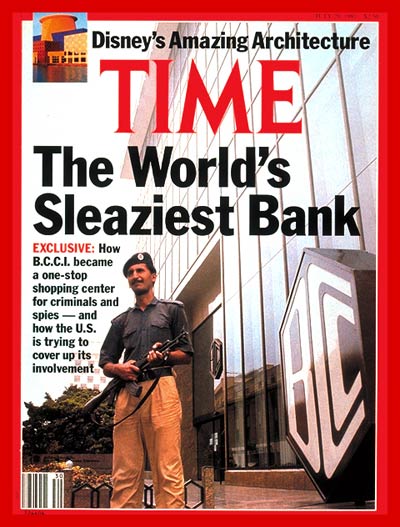 Disney's Amazing Architecture
TIME
The World's
Sleaziest Bank
EXCLUSIVE: How
B.C.C.I. became
a one-stop
shopping center
for criminals and
spies — and
how the U.S.
is trying to
cover up its
involvement
BCC
30